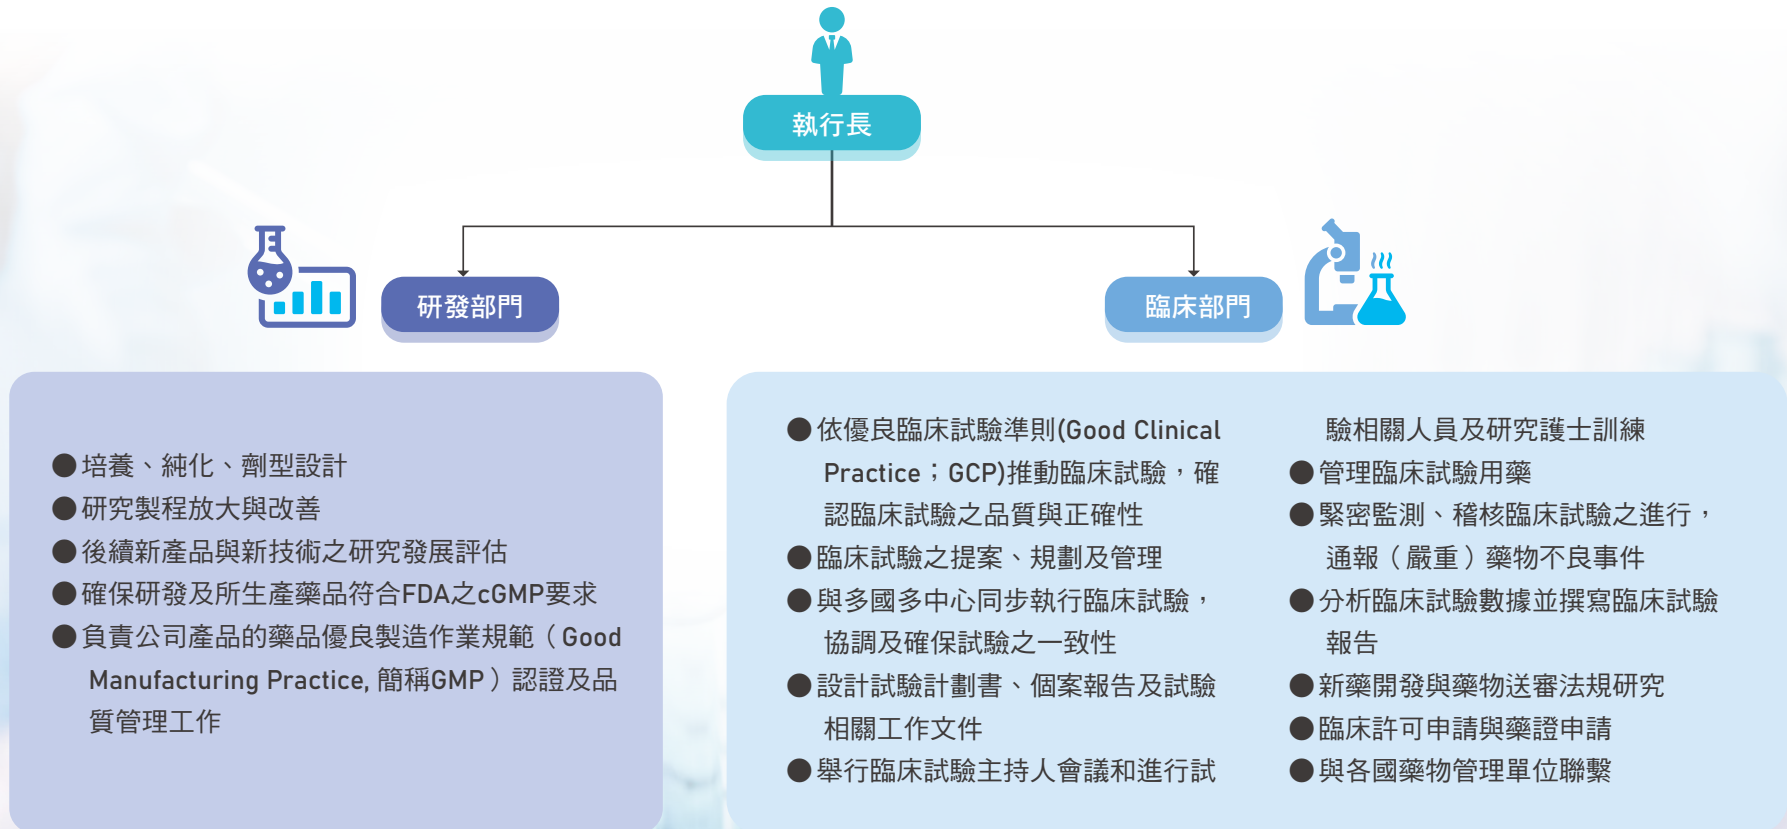 執行長
研發部門
臨床部門
●培養、純化、劑型設計
●研究製程放大與改善
●後續新產品與新技術之研究發展評估
●確保研發及所生產藥品符合FDA之cGMP要求
●負責公司產品的藥品優良製造作業規範（Good
Manufacturing Practice, 簡稱GMP）認證及品
質管理工作
●依優良臨床試驗準則(Good Clinical
Practice；GCP)推動臨床試驗，確
認臨床試驗之品質與正確性
●臨床試驗之提案、規劃及管理
●與多國多中心同步執行臨床試驗，
協調及確保試驗之一致性
●設計試驗計劃書、個案報告及試驗
相關工作文件
●舉行臨床試驗主持人會議和進行試
驗相關人員及研究護士訓練
●管理臨床試驗用藥
●緊密監測、稽核臨床試驗之進行，
通報（嚴重）藥物不良事件
●分析臨床試驗數據並撰寫臨床試驗
報告
●新藥開發與藥物送審法規研究
●臨床許可申請與藥證申請
●與各國藥物管理單位聯繫